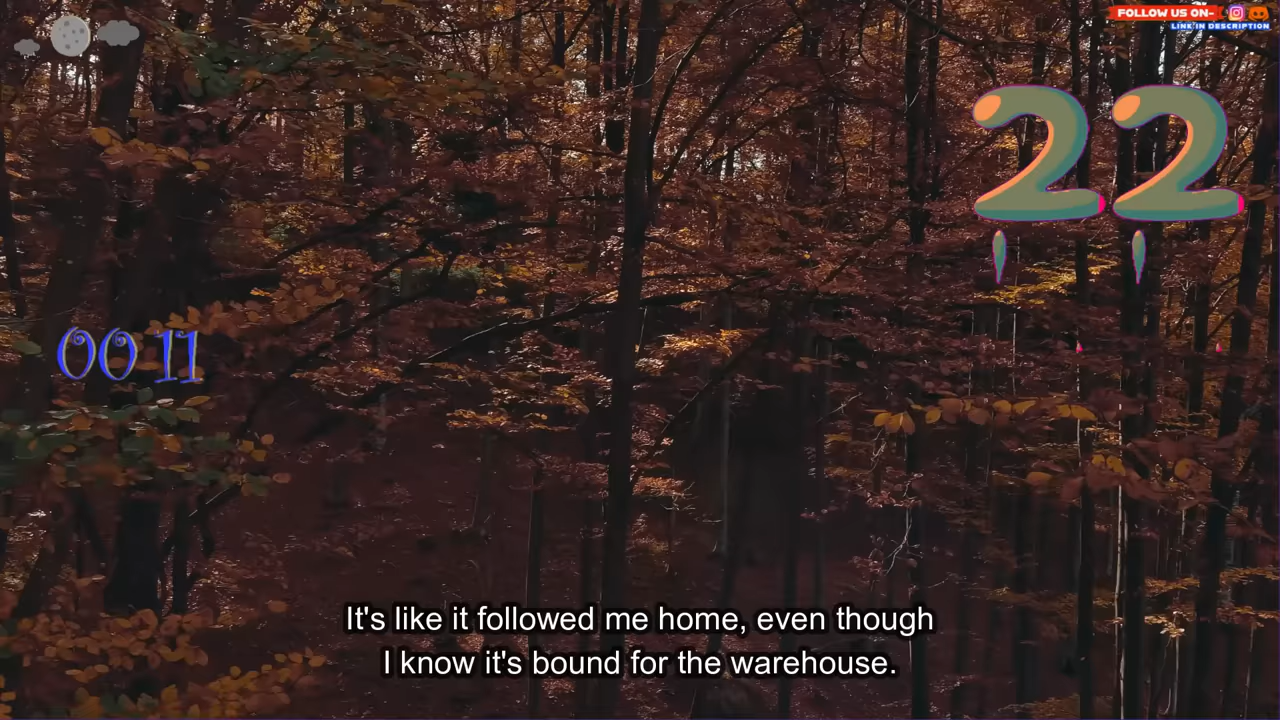 FOLLOW US ON-
LINK IN DESCRIPTION
22
00 11
It's like it followed me home, even though
I know it's bound for the warehouse.